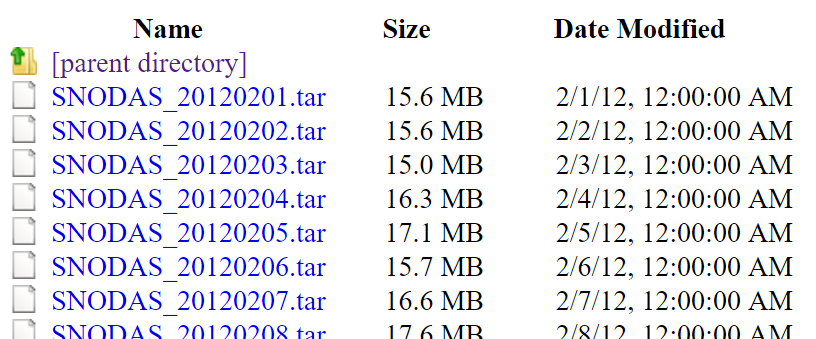 Name Size Date Modified
[parent directory]
SNODAS_20120201.tar 15.6 MB 2/1/12, 12:00:00 AM
SNODAS_20120202.tar 15.6 MB 2/2/12, 12:00:00 AM
SNODAS_20120203.tar 15.0 MB 2/3/12, 12:00:00 AM
SNODAS_20120204.tar 16.3 MB 2/4/12, 12:00:00 AM
SNODAS_20120205.tar 17.1 MB 2/5/12, 12:00:00 AM
SNODAS_20120206.tar 15.7 MB 2/6/12, 12:00:00 AM
SNODAS_20120207.tar 16.6 MB 2/7/12, 12:00:00 AM
SNODAS_20120208.tar 17.6 MB 2/8/12, 12:00:00 AM